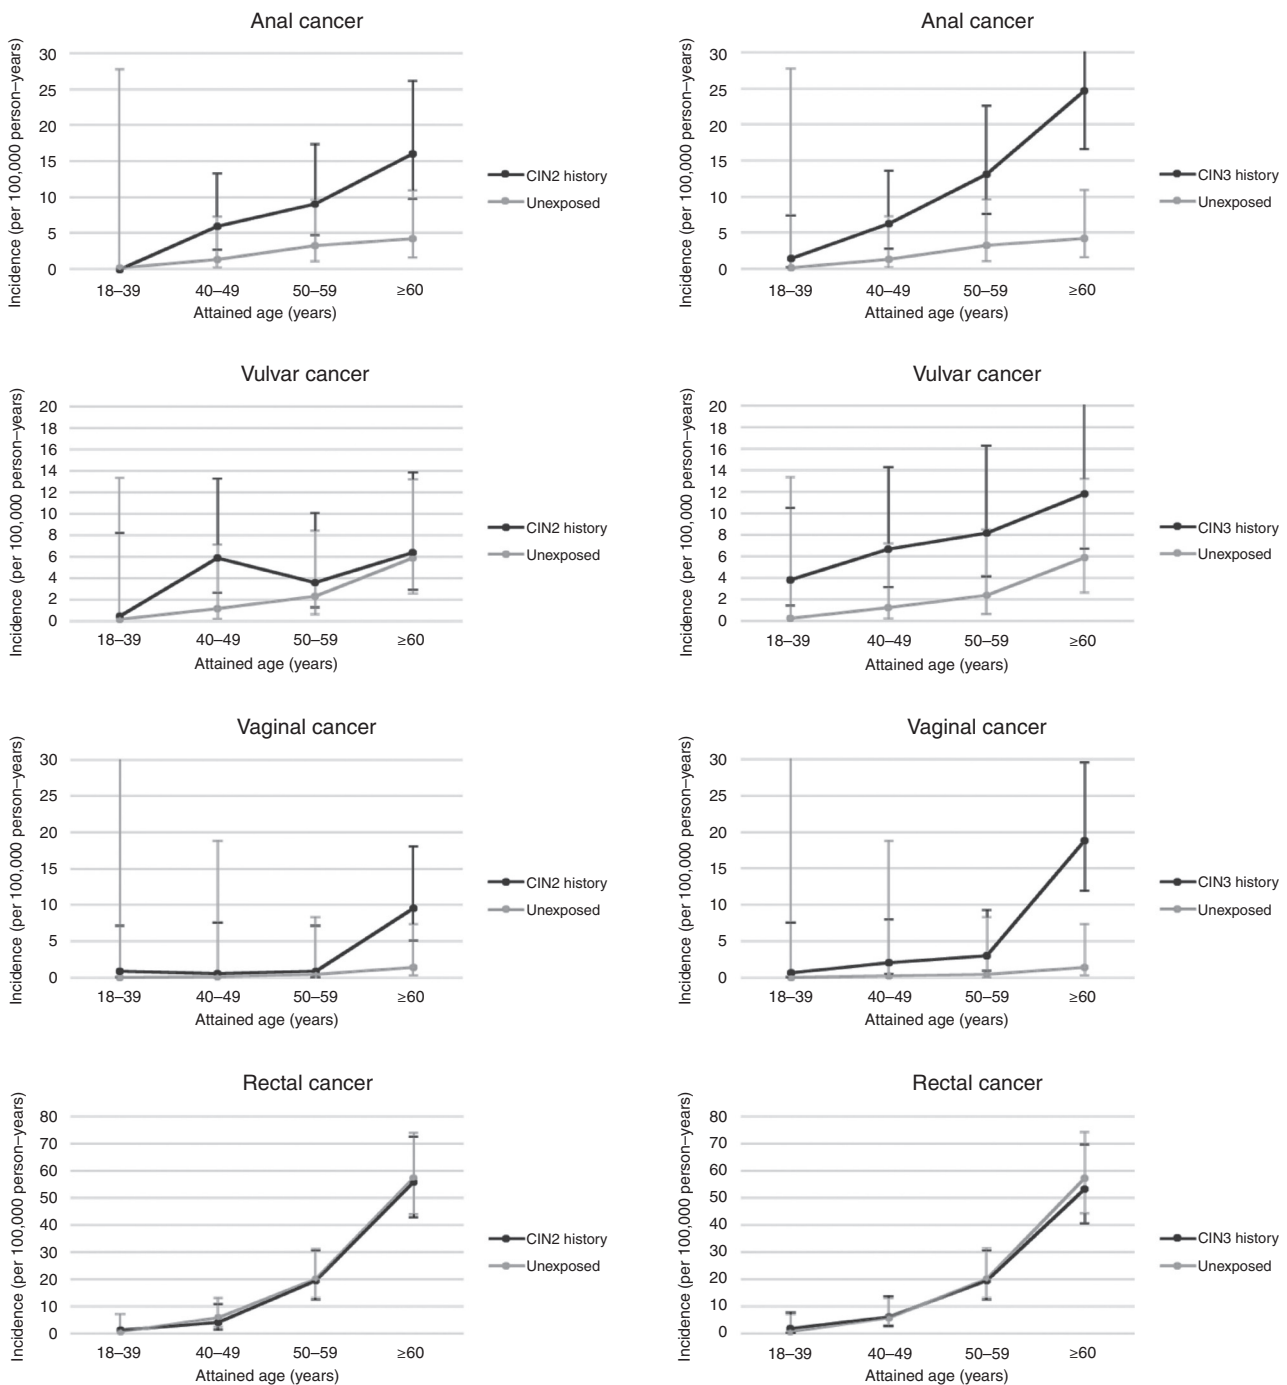 Anal cancer
Incidence (per 100,000 person–years)
30
25
20
15
10
5
0
18–39 40–49 50–59 ≥60
Attained age (years)
CIN2 history
Unexposed
Anal cancer
Incidence (per 100,000 person–years)
30
25
20
15
10
5
0
18–39 40–49 50–59 ≥60
Attained age (years)
CIN3 history
Unexposed
Vulvar cancer
Incidence (per 100,000 person–years)
20
18
16
14
12
10
8
6
4
2
0
18–39 40–49 50–59 ≥60
Attained age (years)
CIN2 history
Unexposed
Vulvar cancer
Incidence (per 100,000 person–years)
20
18
16
14
12
10
8
6
4
2
0
18–39 40–49 50–59 ≥60
Attained age (years)
CIN3 history
Unexposed
Vaginal cancer
Incidence (per 100,000 person–years)
30
25
20
15
10
5
0
18–39 40–49 50–59 ≥60
Attained age (years)
CIN2 history
Unexposed
Vaginal cancer
Incidence (per 100,000 person–years)
30
25
20
15
10
5
0
18–39 40–49 50–59 ≥60
Attained age (years)
CIN3 history
Unexposed
Rectal cancer
Incidence (per 100,000 person–years)
80
70
60
50
40
30
20
10
0
18–39 40–49 50–59 ≥60
Attained age (years)
CIN2 history
Unexposed
Rectal cancer
Incidence (per 100,000 person–years)
80
70
60
50
40
30
20
10
0
18–39 40–49 50–59 ≥60
Attained age (years)
CIN3 history
Unexposed